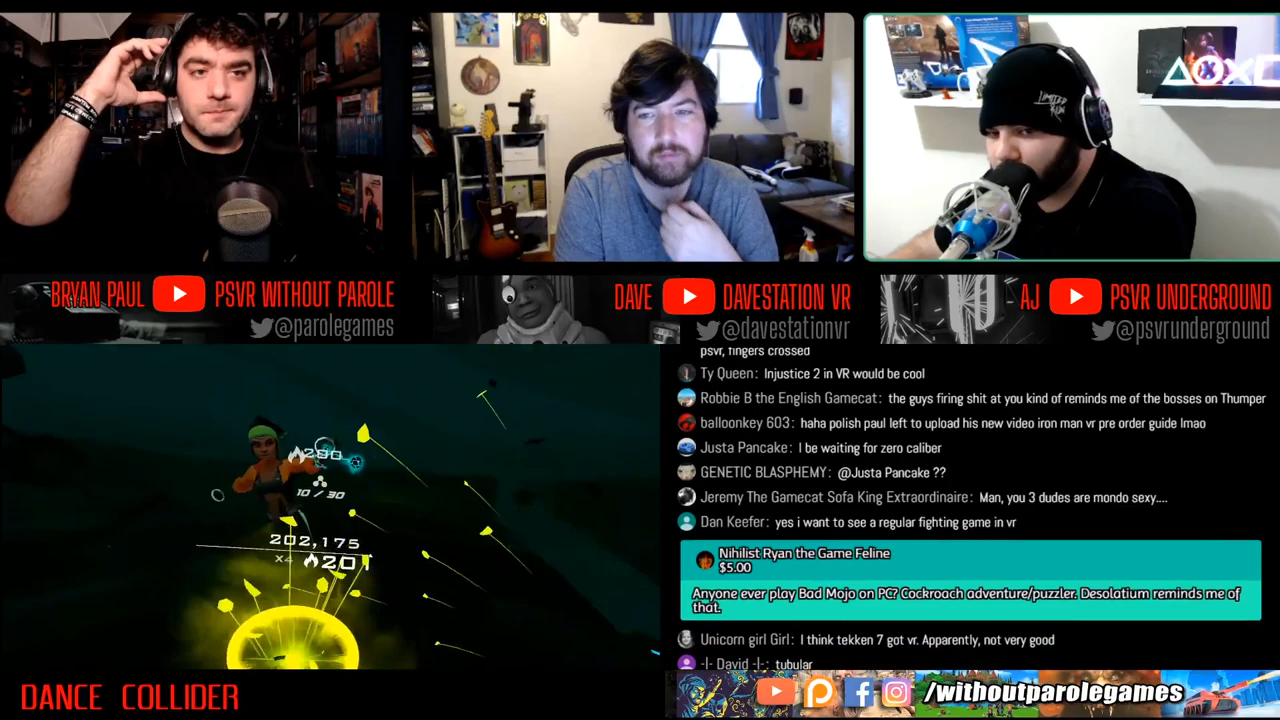 LIMITED
RUN
BRYAN PAUL PSVR WITHOUT PAROLE
@parolegames
DAVE DAVESTATION VR
@davestationvr
AJ PSVR UNDERGROUND
@psvrunderground
280
10 / 30
202,175
X4 201
psvr, fingers crossed
Ty Queen: Injustice 2 in VR would be cool
Robbie B the English Gamecat: the guys firing shit at you kind of reminds me of the bosses on Thumper
balloonkey 603: haha polish paul left to upload his new video iron man vr pre order guide lmao
Justa Pancake: I be waiting for zero caliber
GENETIC BLASPHEMY: @Justa Pancake ??
Jeremy The Gamecat Sofa King Extraordinaire: Man, you 3 dudes are mondo sexy....
Dan Keefer: yes i want to see a regular fighting game in vr
Nihilist Ryan the Game Feline
$5.00
Anyone ever play Bad Mojo on PC? Cockroach adventure/puzzler. Desolatium reminds me of
that.
Unicorn girl Girl: I think tekken 7 got vr. Apparently, not very good
-|- David -|-: tubular
DANCE COLLIDER
/withoutparolegames